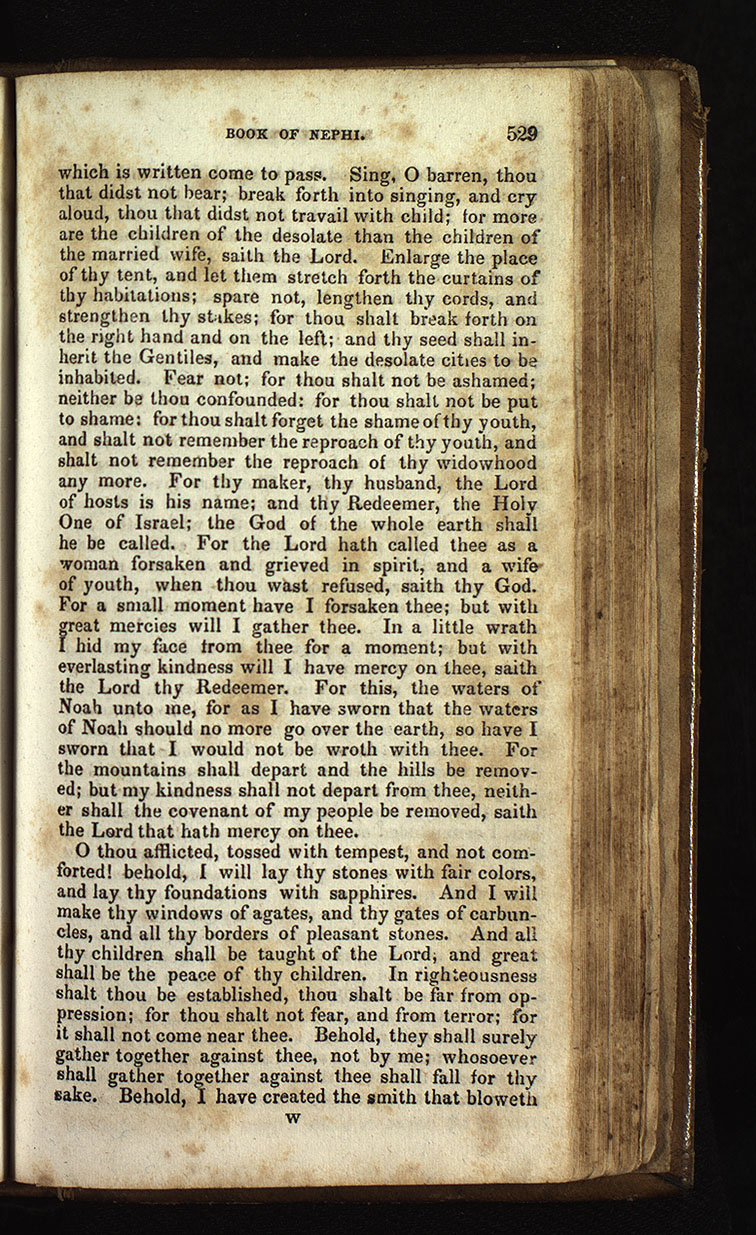 BOOK OF NEPHI. 529
which is written come to pass. Sing, O barren, thou
that didst not bear; break forth into singing, and cry
aloud, thou that didst not travail with child; for more
are the children of the desolate than the children of
the married wife, saith the Lord. Enlarge the place
of thy tent, and let them stretch forth the curtains of
thy habitations; spare not, lengthen thy cords, and
strengthen thy stakes; for thou shalt break forth on
the right hand and on the left; and thy seed shall in-
herit the Gentiles, and make the desolate cities to be
inhabited. Fear not; for thou shalt not be ashamed;
neither be thou confounded: for thou shalt not be put
to shame: for thou shalt forget the shame of thy youth,
and shalt not remember the reproach of thy youth, and
shalt not remember the reproach of thy widowhood
any more. For thy maker, thy husband, the Lord
of hosts is his name; and thy Redeemer, the Holy
One of Israel; the God of the whole earth shall
he be called. For the Lord hath called thee as a
woman forsaken and grieved in spirit, and a wife
of youth, when thou wast refused, saith thy God.
For a small moment have I forsaken thee; but with
great mercies will I gather thee. In a little wrath
I hid my face from thee for a moment; but with
everlasting kindness will I have mercy on thee, saith
the Lord thy Redeemer. For this, the waters of
Noah unto me, for as I have sworn that the waters
of Noah should no more go over the earth, so have I
sworn that I would not be wroth with thee. For
the mountains shall depart and the hills be remov-
ed; but my kindness shall not depart from thee, neith-
er shall the covenant of my people be removed, saith
the Lord that hath mercy on thee.
O thou afflicted, tossed with tempest, and not com-
forted! behold, I will lay thy stones with fair colors,
and lay thy foundations with sapphires. And I will
make thy windows of agates, and thy gates of carbun-
cles, and all thy borders of pleasant stones. And all
thy children shall be taught of the Lord; and great
shall be the peace of thy children. In righteousness
shalt thou be established, thou shalt be far from op-
pression; for thou shalt not fear, and from terror; for
it shall not come near thee. Behold, they shall surely
gather together against thee, not by me; whosoever
shall gather together against thee shall fall for thy
sake. Behold, I have created the smith that bloweth
W